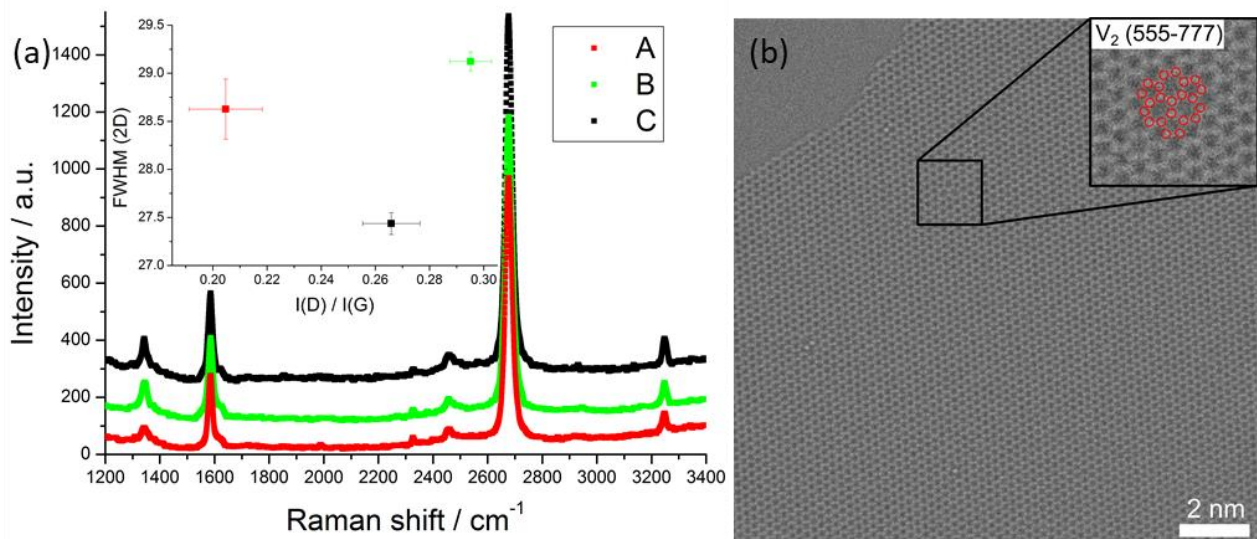 (a)
Intensity / a.u.
1400
1200
1000
800
600
400
200
0
1200 1400 1600 1800 2000 2200 2400 2600 2800 3000 3200 3400
Raman shift / cm⁻¹
FWHM (2D)
29.5
29.0
28.5
28.0
27.5
27.0
0.20 0.22 0.24 0.26 0.28 0.30
I(D) / I(G)
A
B
C
(b)
V₂ (555-777)
2 nm